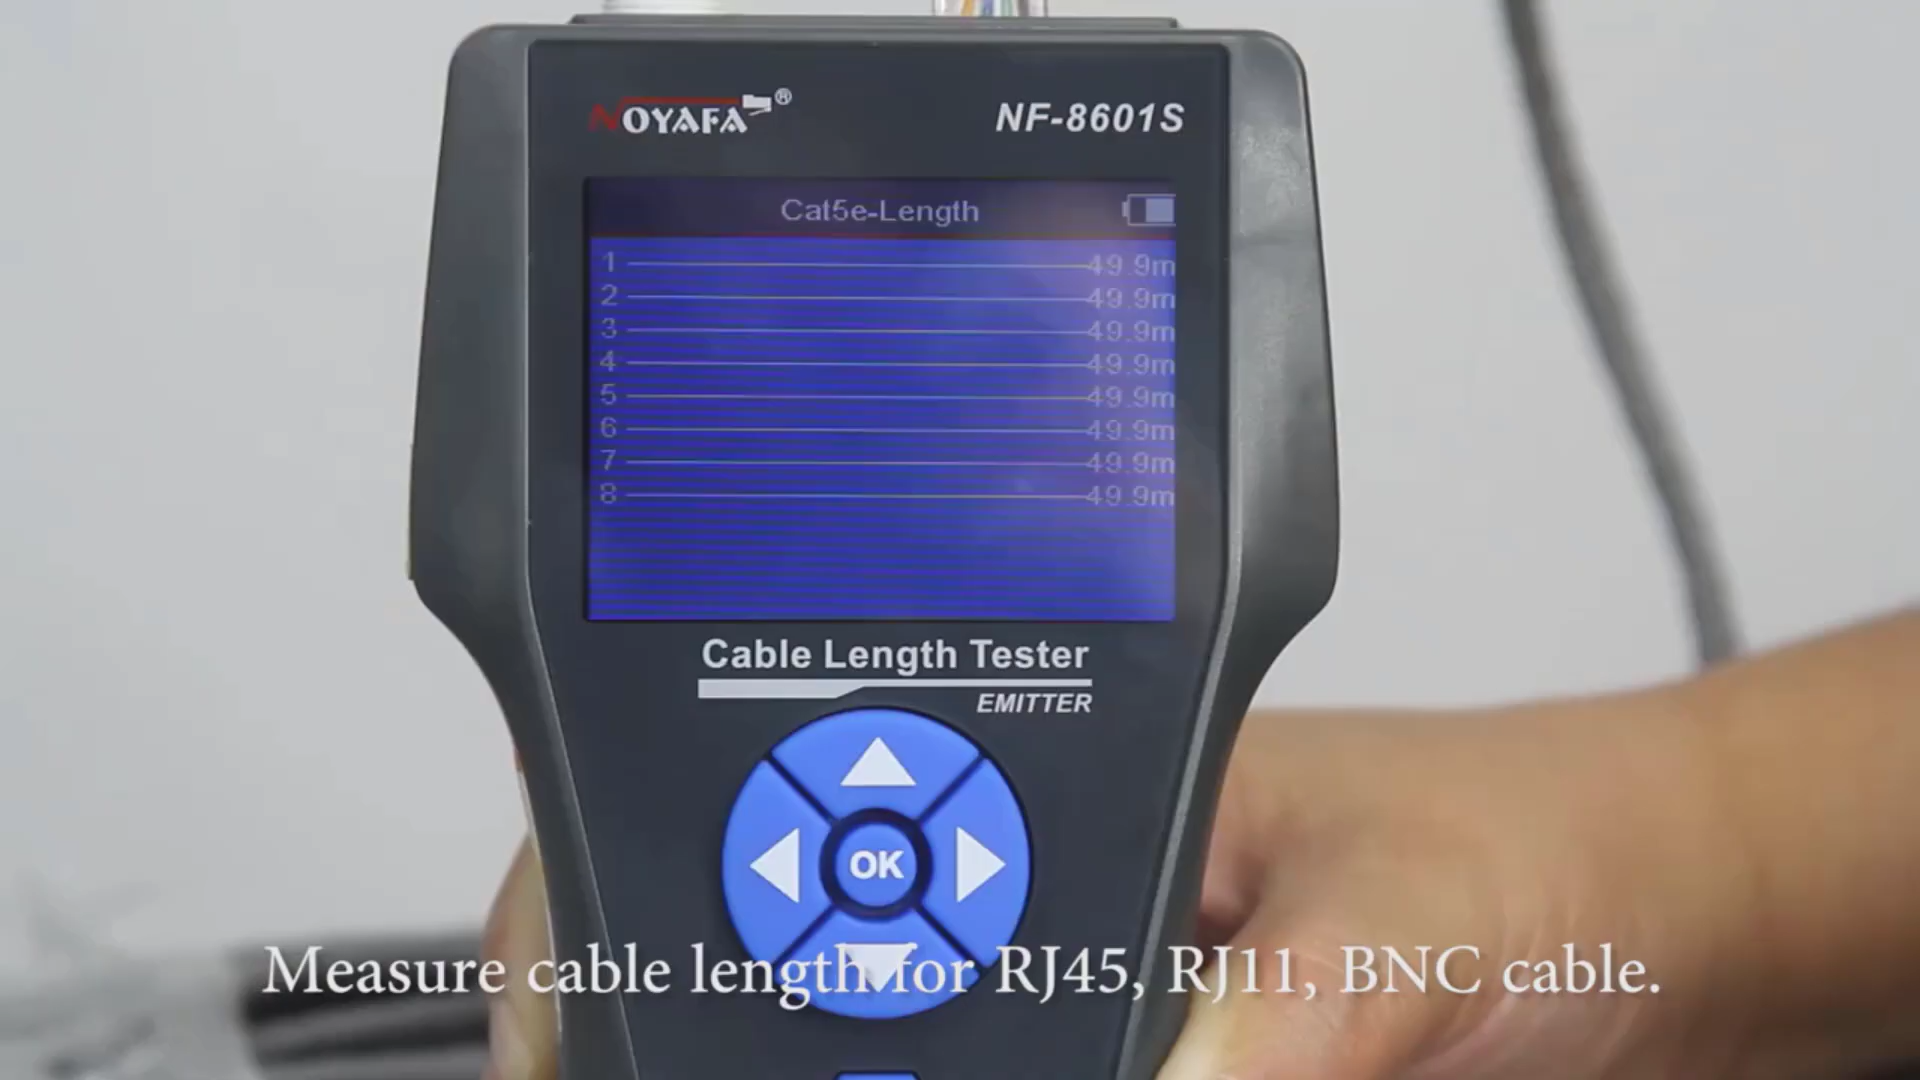 NOYAFA®
NF-8601S
Cat5e-Length
1 49.9m
2 49.9m
3 49.9m
4 49.9m
5 49.9m
6 49.9m
7 49.9m
8 49.9m
Cable Length Tester
EMITTER
OK
Measure cable length for RJ45, RJ11, BNC cable.